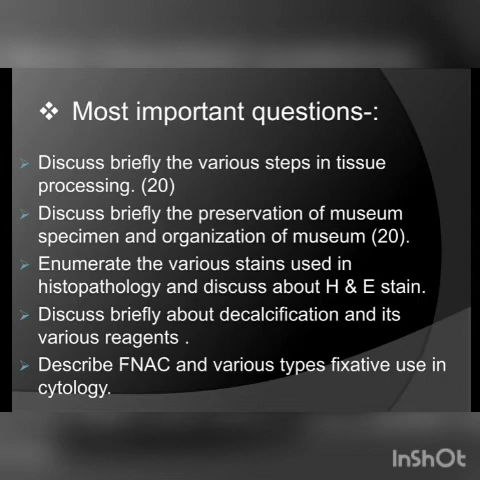 ❖ Most important questions-:
➢ Discuss briefly the various steps in tissue
processing. (20)
➢ Discuss briefly the preservation of museum
specimen and organization of museum (20).
➢ Enumerate the various stains used in
histopathology and discuss about H & E stain.
➢ Discuss briefly about decalcification and its
various reagents .
➢ Describe FNAC and various types fixative use in
cytology.
InShOt